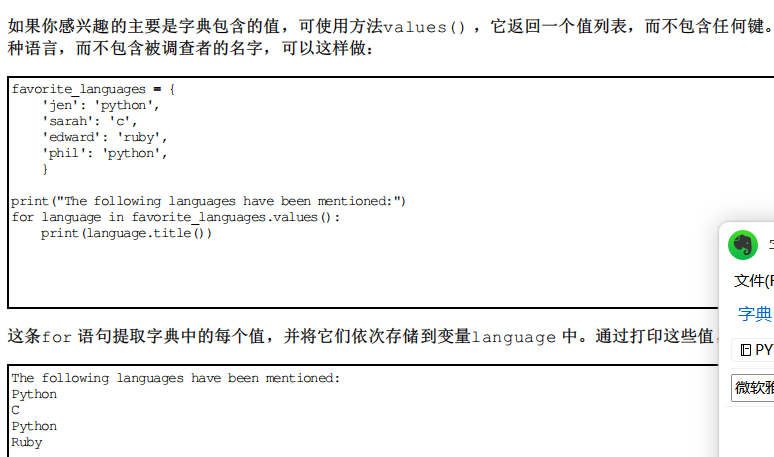 如果你感兴趣的主要是字典包含的值，可使用方法values() ，它返回一个值列表，而不包含任何键。
种语言，而不包含被调查者的名字，可以这样做：
favorite_languages = {
    'jen': 'python',
    'sarah': 'c',
    'edward': 'ruby',
    'phil': 'python',
    }
print("The following languages have been mentioned:")
for language in favorite_languages.values():
    print(language.title())
文件(F
字典
这条for 语句提取字典中的每个值，并将它们依次存储到变量language 中。通过打印这些值
PY
微软雅
The following languages have been mentioned:
Python
C
Python
Ruby